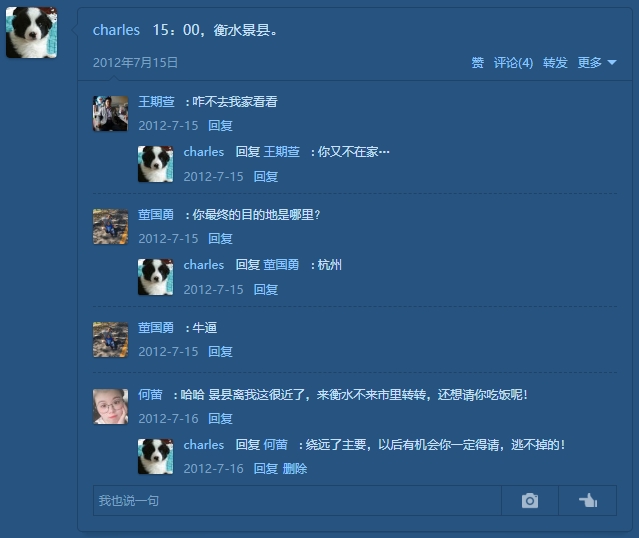 charles 15：00，衡水景县。
2012年7月15日 赞 评论(4) 转发 更多
王期萱 : 咋不去我家看看
2012-7-15 回复
charles 回复 王期萱 : 你又不在家…
2012-7-15 回复
董国勇 : 你最终的目的地是哪里？
2012-7-15 回复
charles 回复 董国勇 : 杭州
2012-7-15 回复
董国勇 : 牛逼
2012-7-15 回复
何苗 : 哈哈 景县离我这很近了，来衡水不来市里转转，还想请你吃饭呢！
2012-7-16 回复
charles 回复 何苗 : 绕远了主要，以后有机会你一定得请，逃不掉的！
2012-7-16 回复 删除
我也说一句